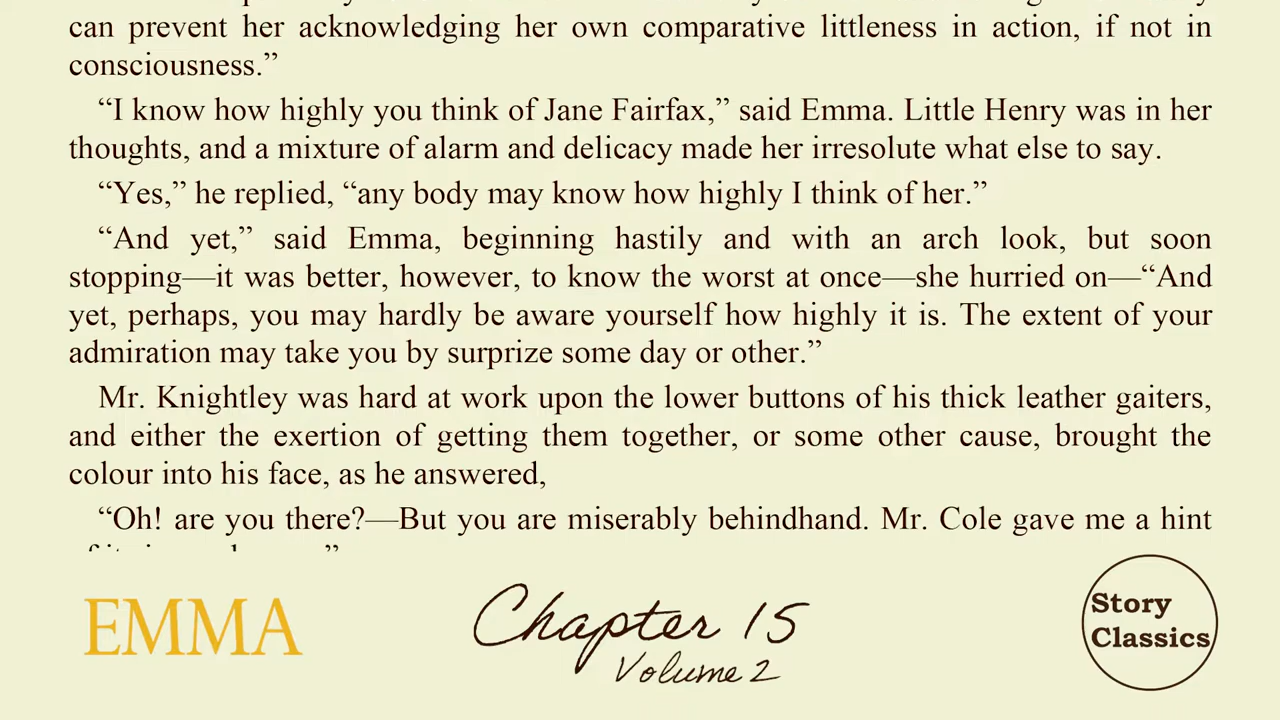 can prevent her acknowledging her own comparative littleness in action, if not in
consciousness.”
“I know how highly you think of Jane Fairfax,” said Emma. Little Henry was in her
thoughts, and a mixture of alarm and delicacy made her irresolute what else to say.
“Yes,” he replied, “any body may know how highly I think of her.”
“And yet,” said Emma, beginning hastily and with an arch look, but soon
stopping—it was better, however, to know the worst at once—she hurried on—“And
yet, perhaps, you may hardly be aware yourself how highly it is. The extent of your
admiration may take you by surprize some day or other.”
Mr. Knightley was hard at work upon the lower buttons of his thick leather gaiters,
and either the exertion of getting them together, or some other cause, brought the
colour into his face, as he answered,
“Oh! are you there?—But you are miserably behindhand. Mr. Cole gave me a hint
EMMA
Chapter 15
Volume 2
Story
Classics